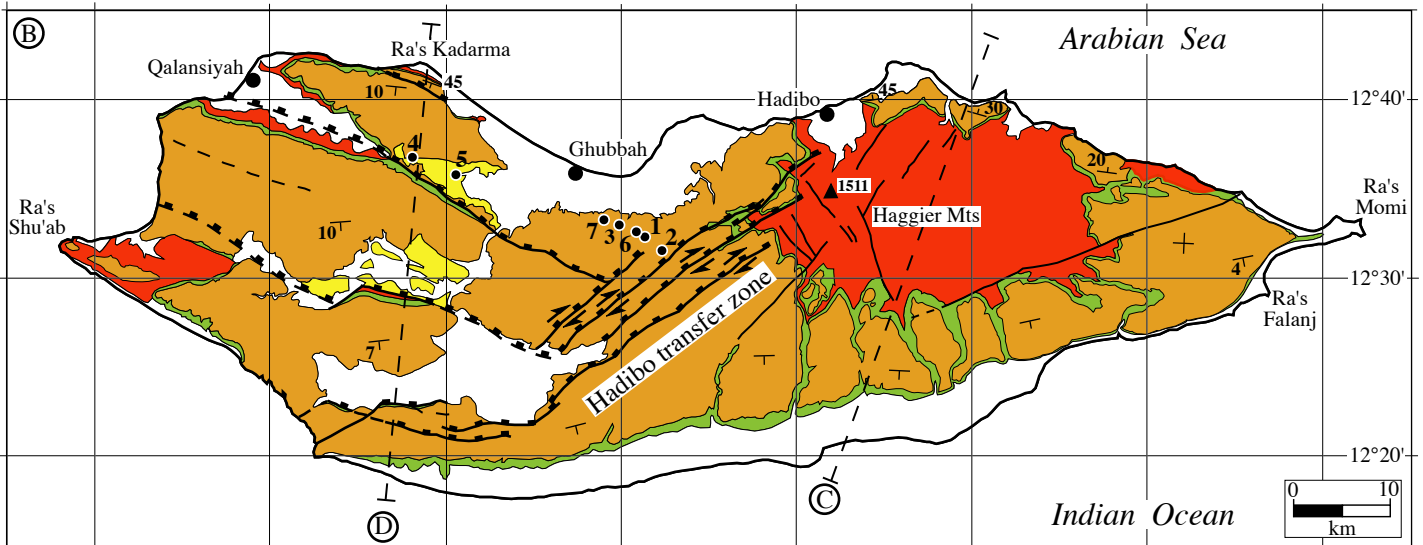 B
Arabian Sea
Ra's Kadarma
Qalansiyah
45
10
Hadibo
45
30
12°40'
4
5
Ghubbah
20
1511
Ra's
Momi
Ra's
Shu'ab
10
7
3
6
1
2
Haggier Mts
4
12°30'
Ra's
Falanj
7
Hadibo transfer zone
12°20'
D
C
Indian Ocean
0 10
km